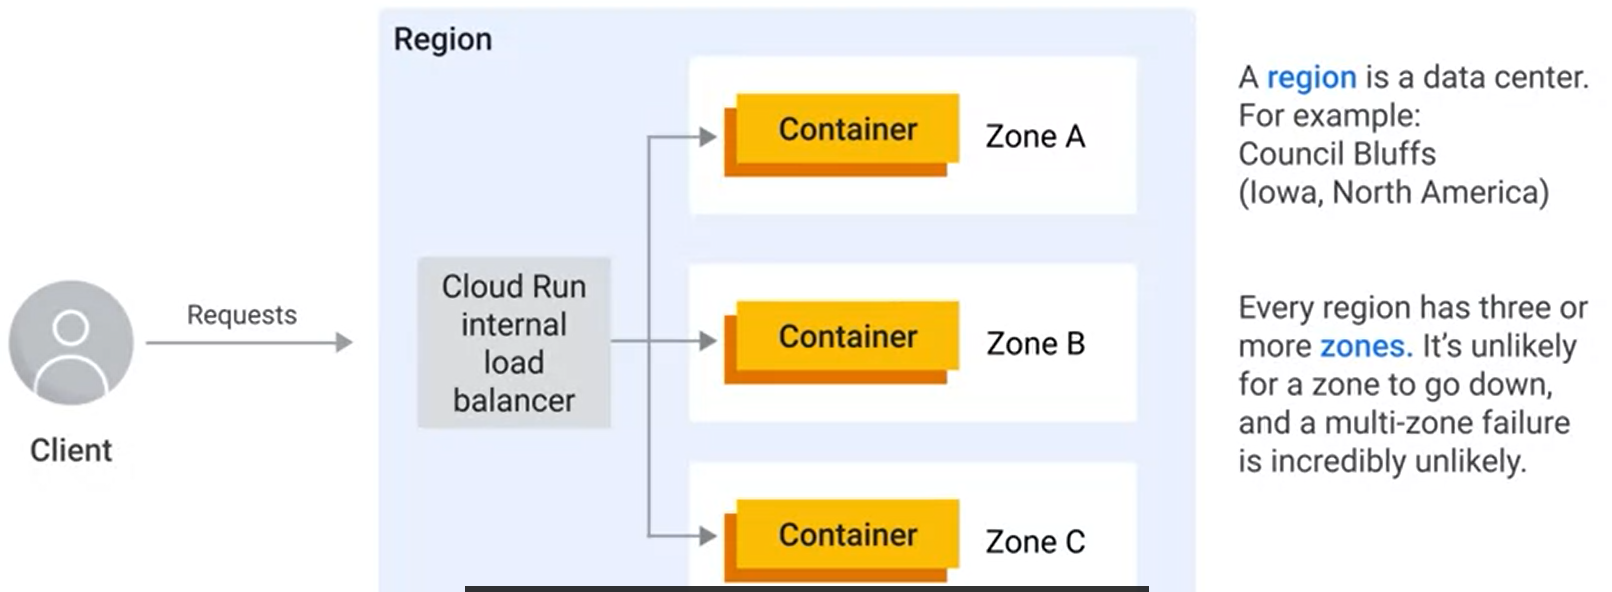 Region
Container
Zone A
A region is a data center.
For example:
Council Bluffs
(Iowa, North America)
Requests
Client
Cloud Run
internal
load
balancer
Container
Zone B
Every region has three or
more zones. It’s unlikely
for a zone to go down,
and a multi-zone failure
is incredibly unlikely.
Container
Zone C